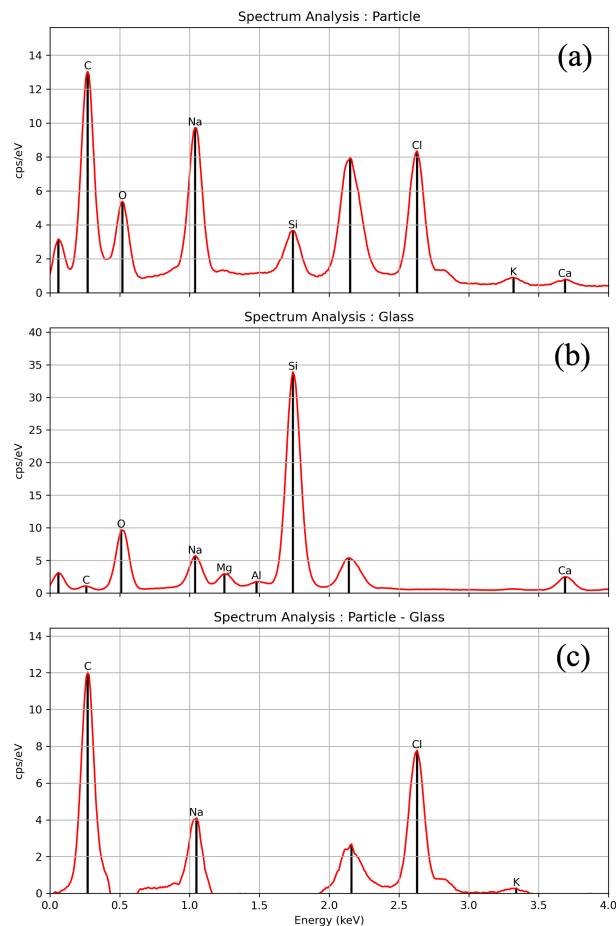 Spectrum Analysis : Particle
(a)
cps/eV
14
12
10
8
6
4
2
0
C
O
Na
Si
Cl
K
Ca
Spectrum Analysis : Glass
(b)
cps/eV
40
35
30
25
20
15
10
5
0
C
O
Na
Mg
Al
Si
Ca
Spectrum Analysis : Particle - Glass
(c)
cps/eV
14
12
10
8
6
4
2
0
C
Na
Cl
K
0.0 0.5 1.0 1.5 2.0 2.5 3.0 3.5 4.0
Energy (keV)